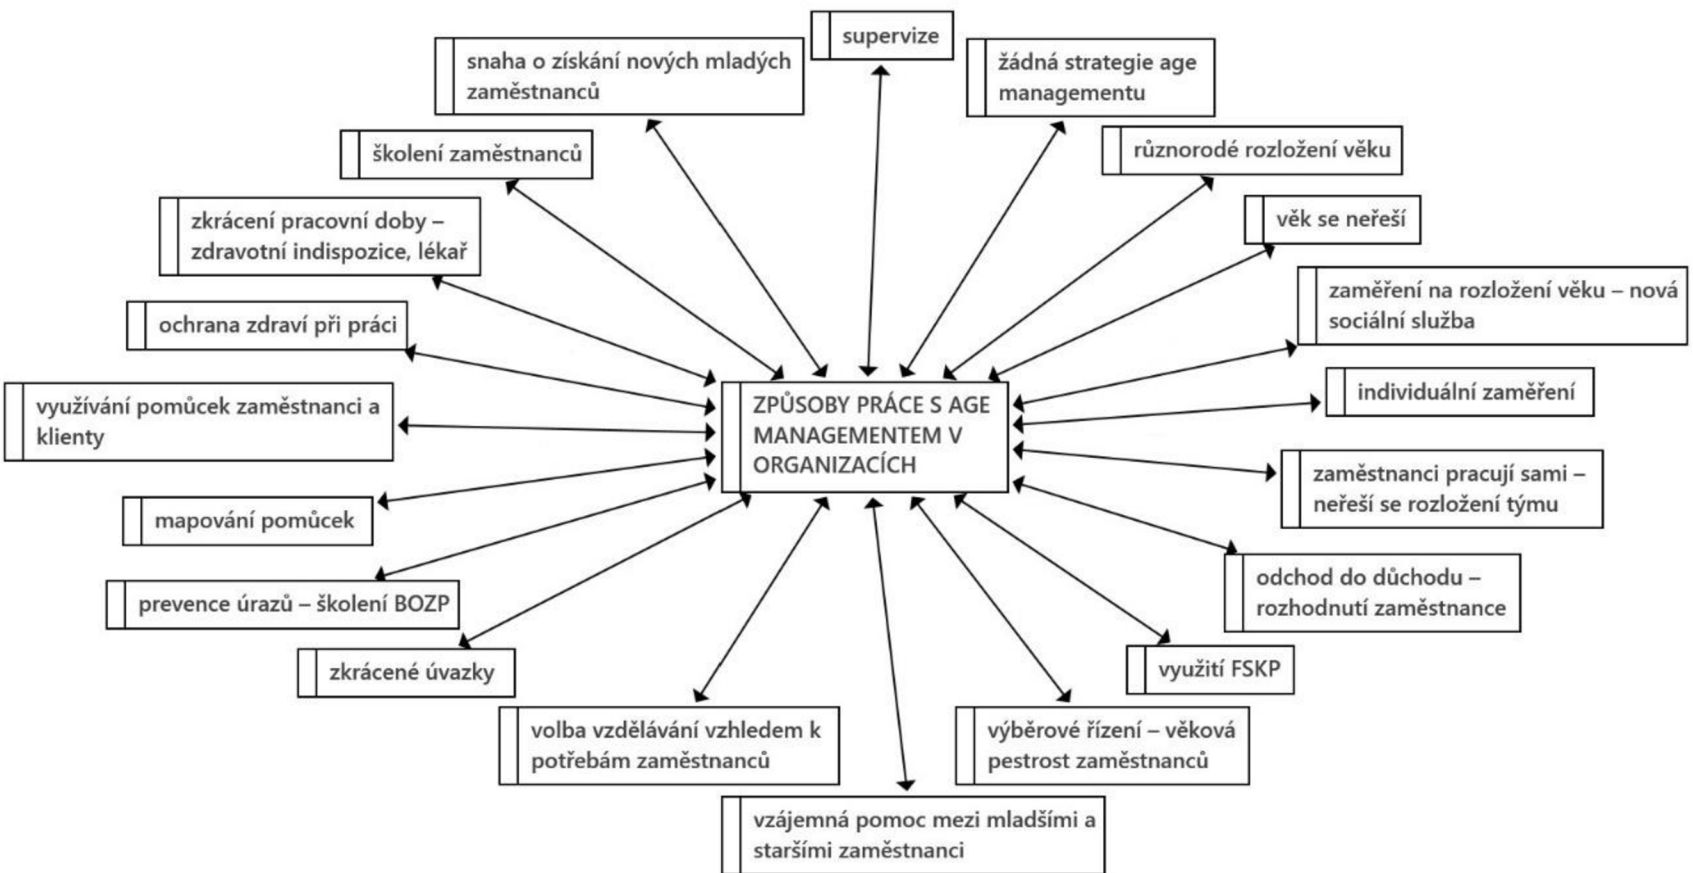 supervize
snaha o získání nových mladých
zaměstnanců
žádná strategie age
managementu
školení zaměstnanců
různorodé rozložení věku
zkrácení pracovní doby –
zdravotní indispozice, lékař
věk se neřeší
zaměření na rozložení věku – nová
sociální služba
ochrana zdraví při práci
využívání pomůcek zaměstnanci a
klienty
ZPŮSOBY PRÁCE S AGE
MANAGEMENTEM V
ORGANIZACÍCH
individuální zaměření
zaměstnanci pracují sami –
neřeší se rozložení týmu
mapování pomůcek
odchod do důchodu –
rozhodnutí zaměstnance
prevence úrazů – školení BOZP
zkrácené úvazky
využití FSKP
volba vzdělávání vzhledem k
potřebám zaměstnanců
výběrové řízení – věková
pestrost zaměstnanců
vzájemná pomoc mezi mladšími a
staršími zaměstnanci